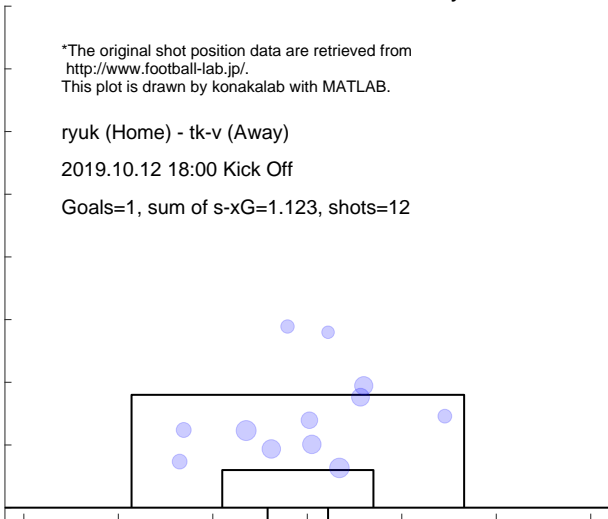 *The original shot position data are retrieved from
http://www.football-lab.jp/.
This plot is drawn by konakalab with MATLAB.
ryuk (Home) - tk-v (Away)
2019.10.12 18:00 Kick Off
Goals=1, sum of s-xG=1.123, shots=12